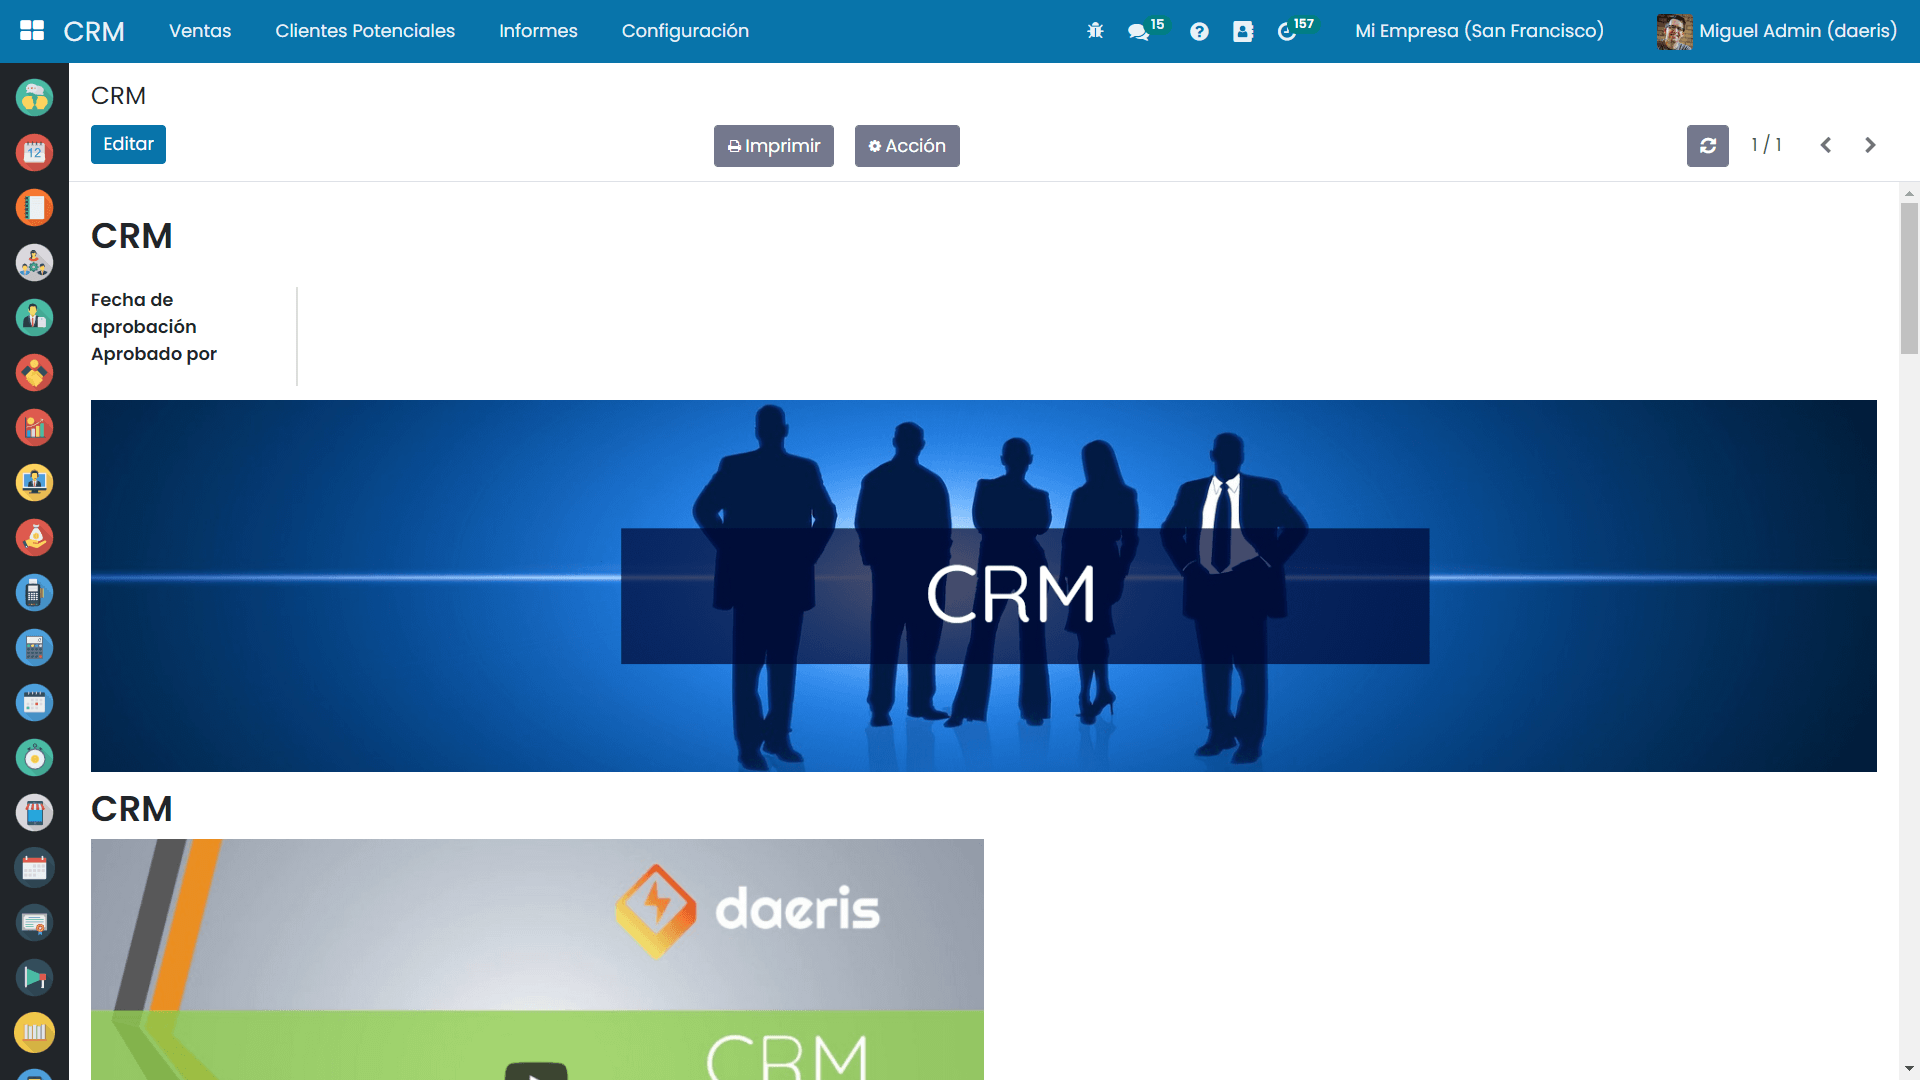 CRM Ventas Clientes Potenciales Informes Configuración 15 157 Mi Empresa (San Francisco) Miguel Admin (daeris)
CRM
Editar Imprimir Acción 1 / 1
12
CRM
Fecha de
aprobación
Aprobado por
CRM
CRM
daeris
CRM